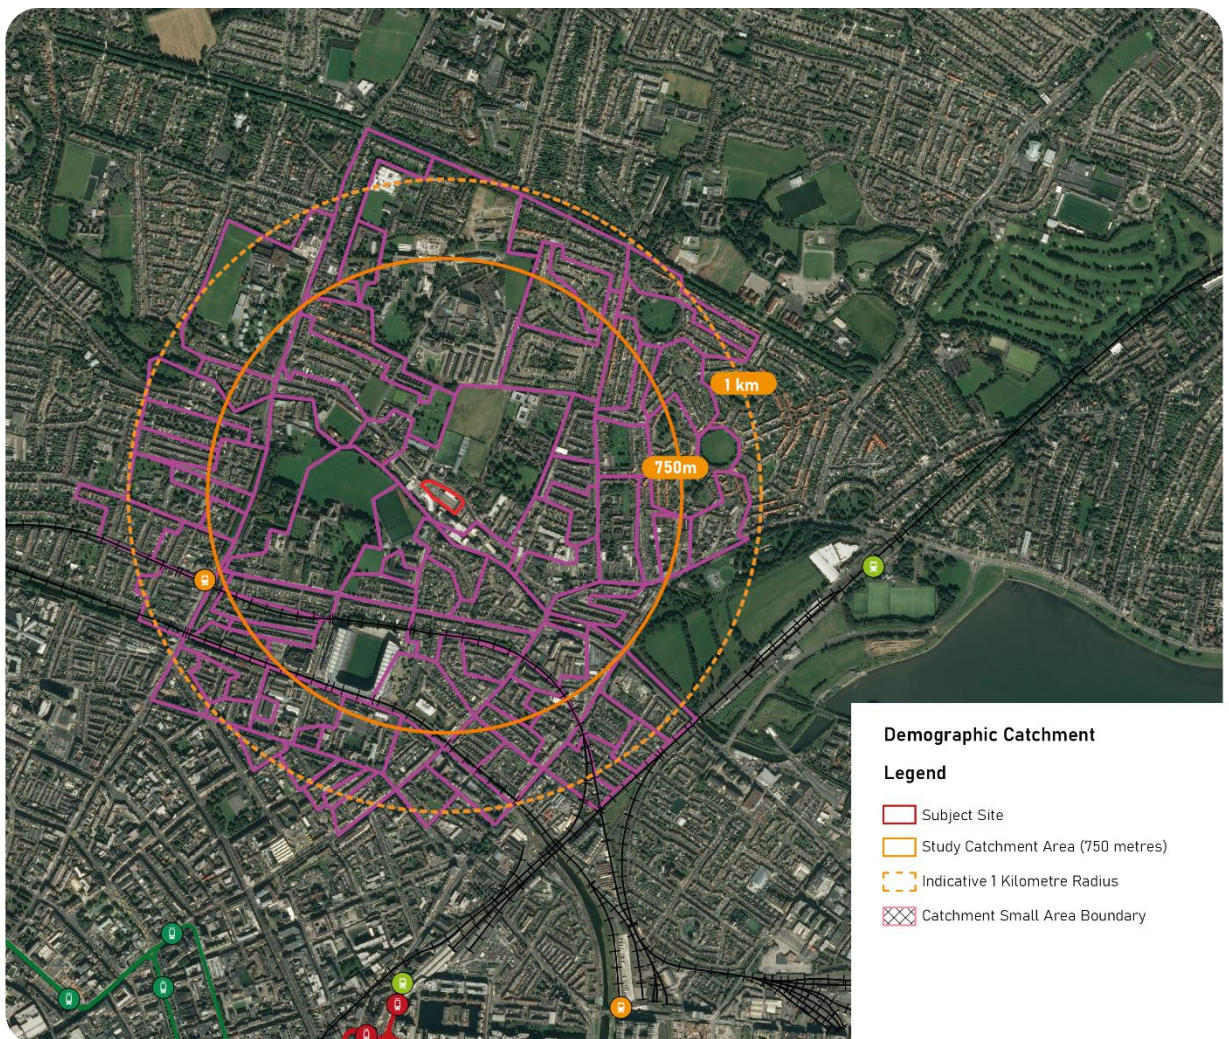 1 km
750m
Demographic Catchment
Legend
Subject Site
Study Catchment Area (750 metres)
Indicative 1 Kilometre Radius
Catchment Small Area Boundary